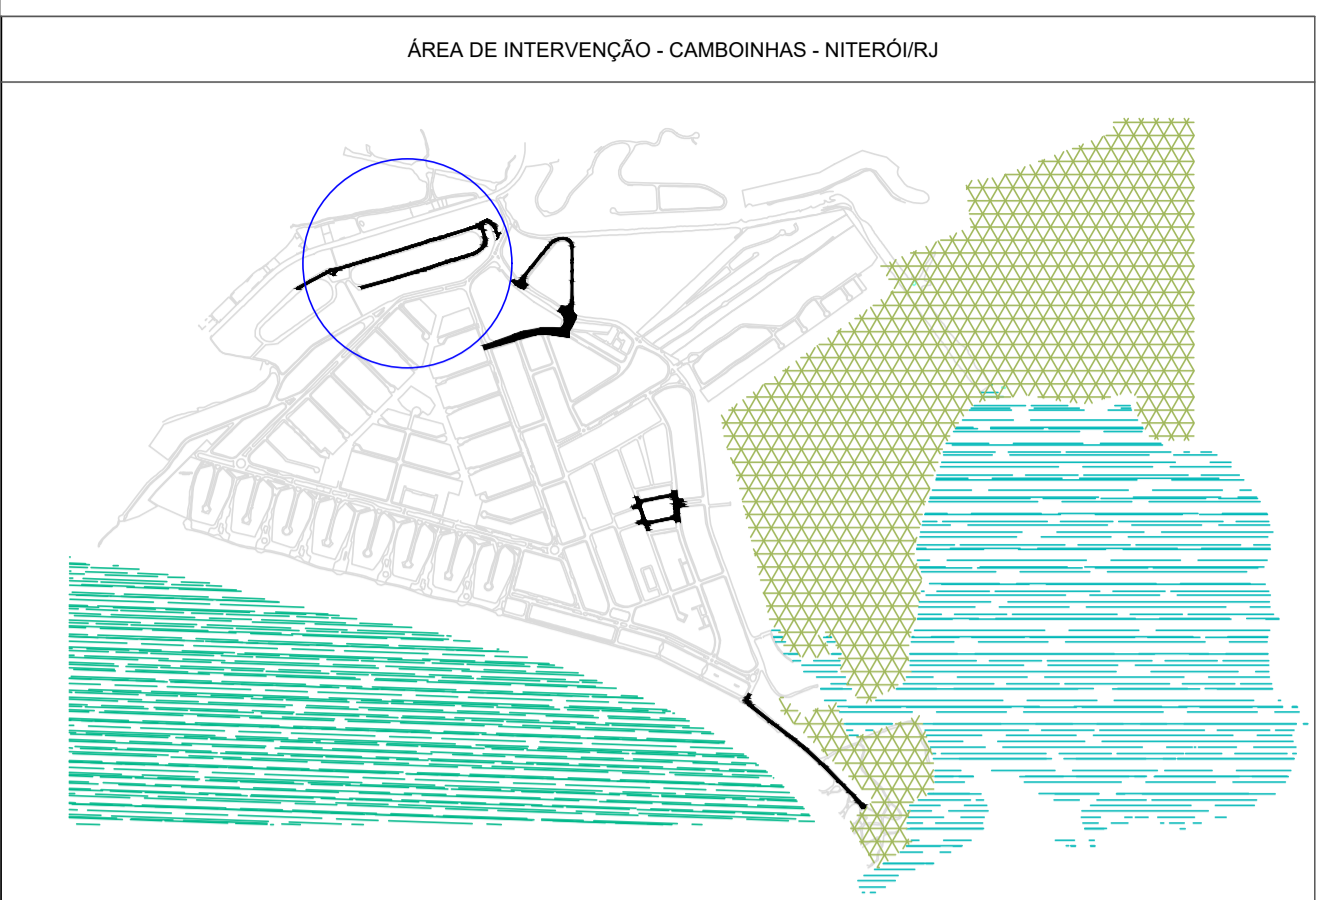 ÁREA DE INTERVENÇÃO - CAMBOINHAS - NITERÓI/RJ